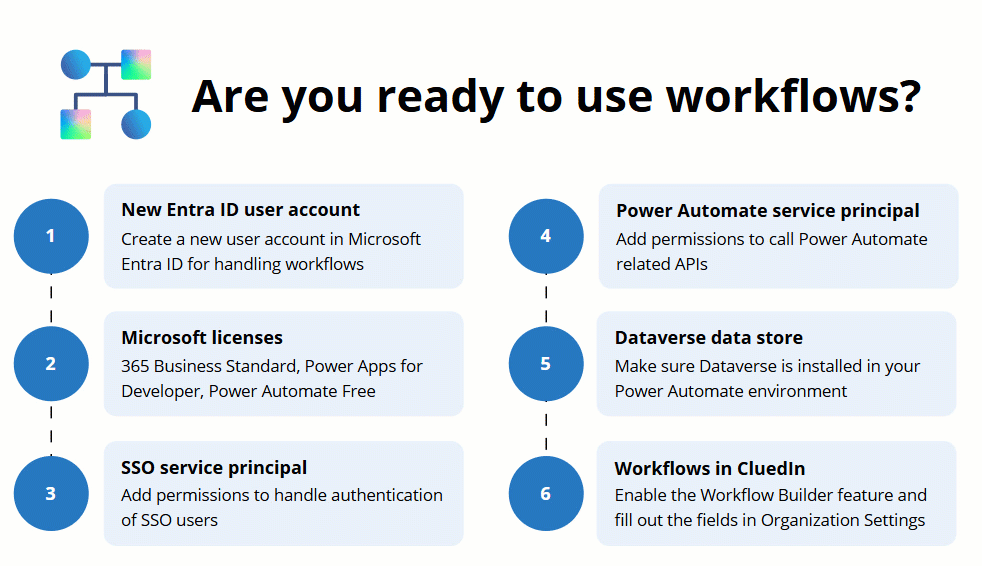 Are you ready to use workflows?
1
New Entra ID user account
Create a new user account in Microsoft
Entra ID for handling workflows
2
Microsoft licenses
365 Business Standard, Power Apps for
Developer, Power Automate Free
3
SSO service principal
Add permissions to handle authentication
of SSO users
4
Power Automate service principal
Add permissions to call Power Automate
related APIs
5
Dataverse data store
Make sure Dataverse is installed in your
Power Automate environment
6
Workflows in CluedIn
Enable the Workflow Builder feature and
fill out the fields in Organization Settings